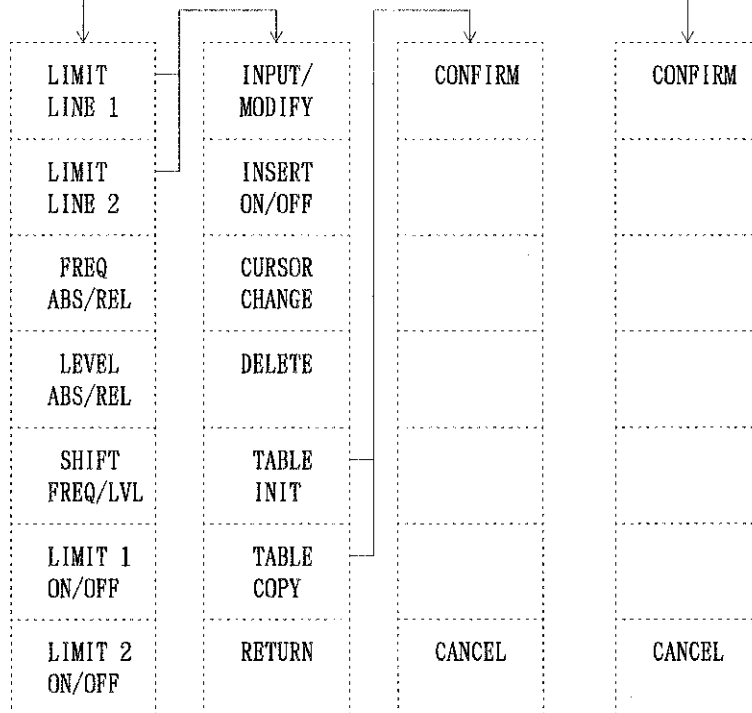 LIMIT
LINE 1
LIMIT
LINE 2
FREQ
ABS/REL
LEVEL
ABS/REL
SHIFT
FREQ/LVL
LIMIT 1
ON/OFF
LIMIT 2
ON/OFF
INPUT/
MODIFY
INSERT
ON/OFF
CURSOR
CHANGE
DELETE
TABLE
INIT
TABLE
COPY
RETURN
CONFIRM
CANCEL
CONFIRM
CANCEL